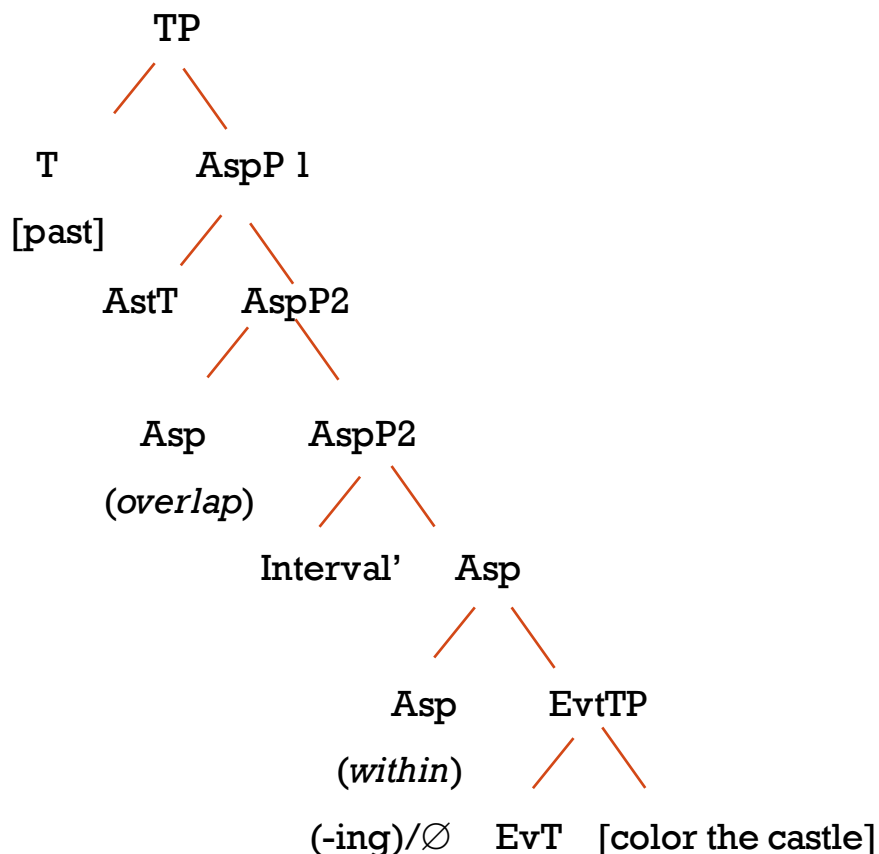 TP
T AspP 1
[past]
AstT AspP2
Asp AspP2
(overlap)
Interval’ Asp
Asp EvtTP
(within)
(-ing)/∅ EvT [color the castle]